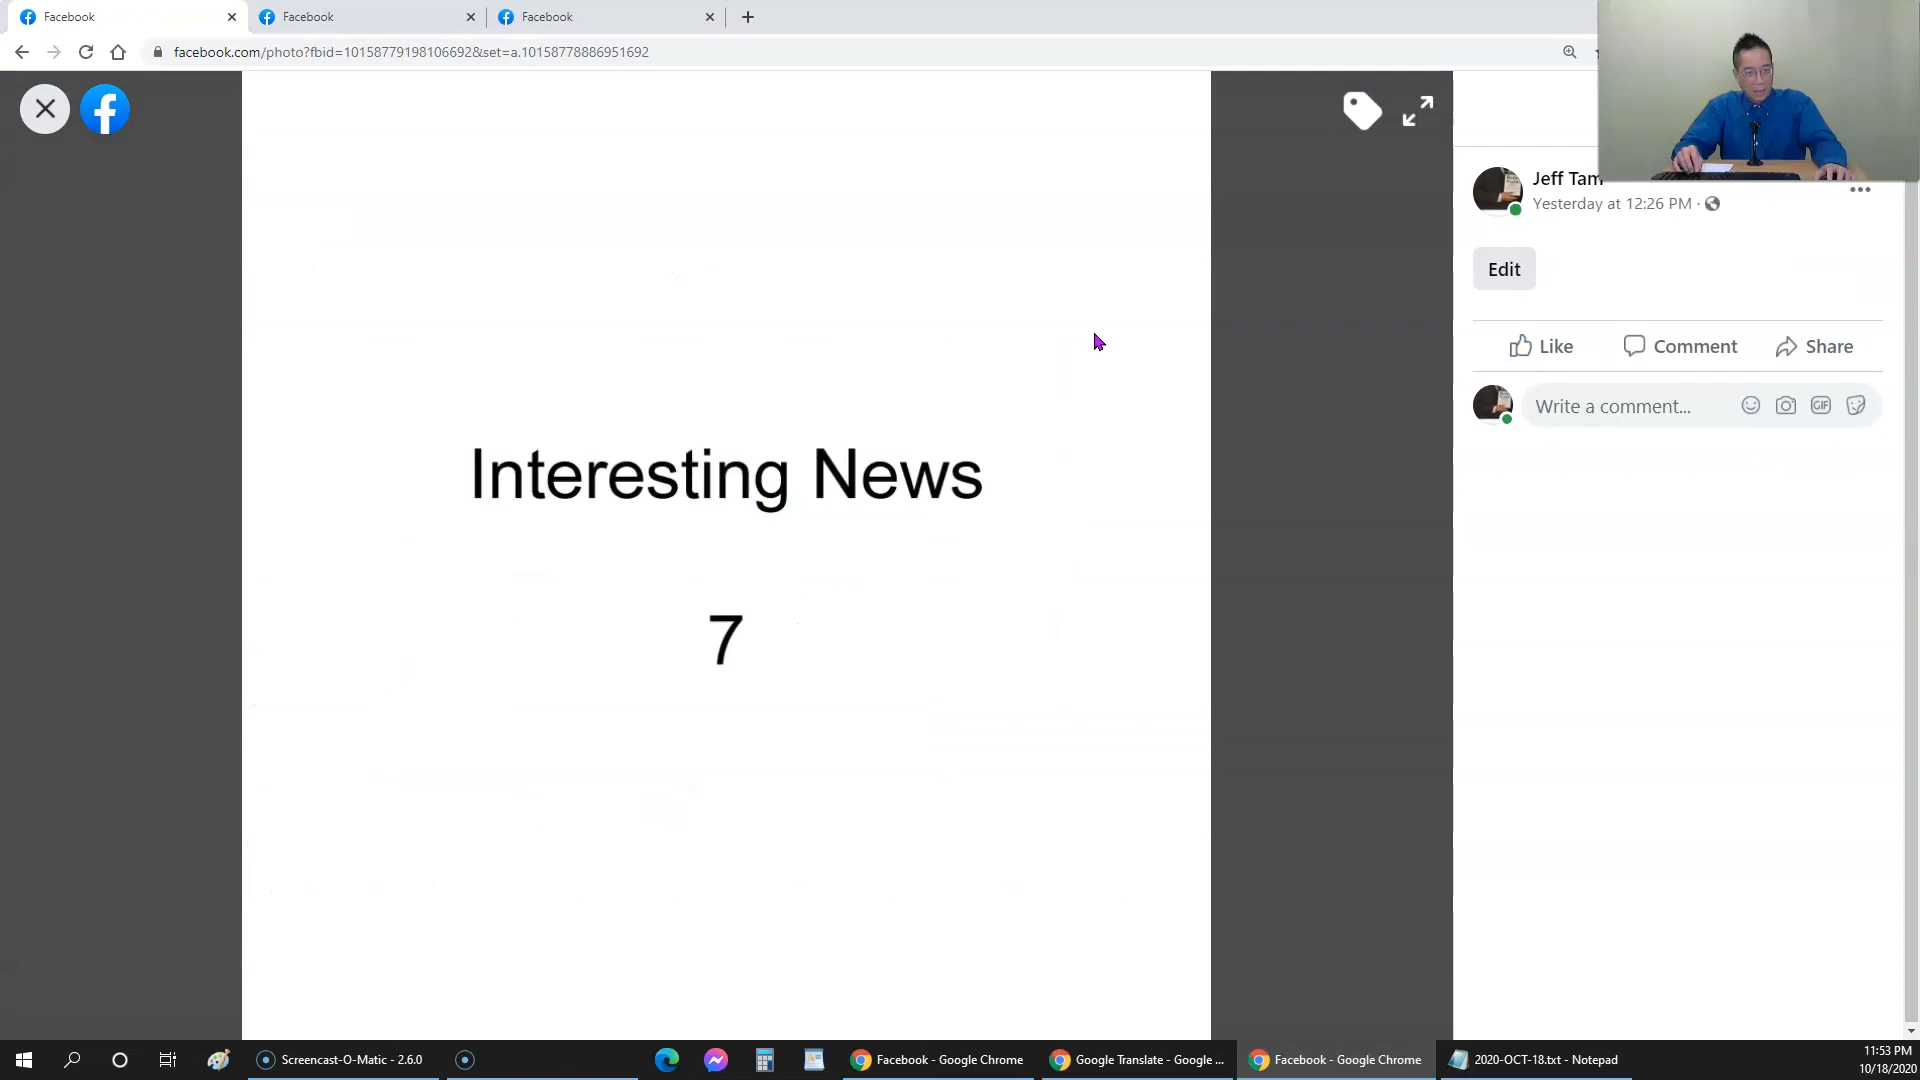 Facebook
Facebook
Facebook
facebook.com/photo?fbid=10158779198106692&set=a.10158778886951692
Jeff Tam
Yesterday at 12:26 PM ·
Edit
Like
Comment
Share
Write a comment...
GIF
Interesting News
7
Screencast-O-Matic - 2.6.0
Facebook - Google Chrome
Google Translate - Google ...
Facebook - Google Chrome
2020-OCT-18.txt - Notepad
11:53 PM
10/18/2020